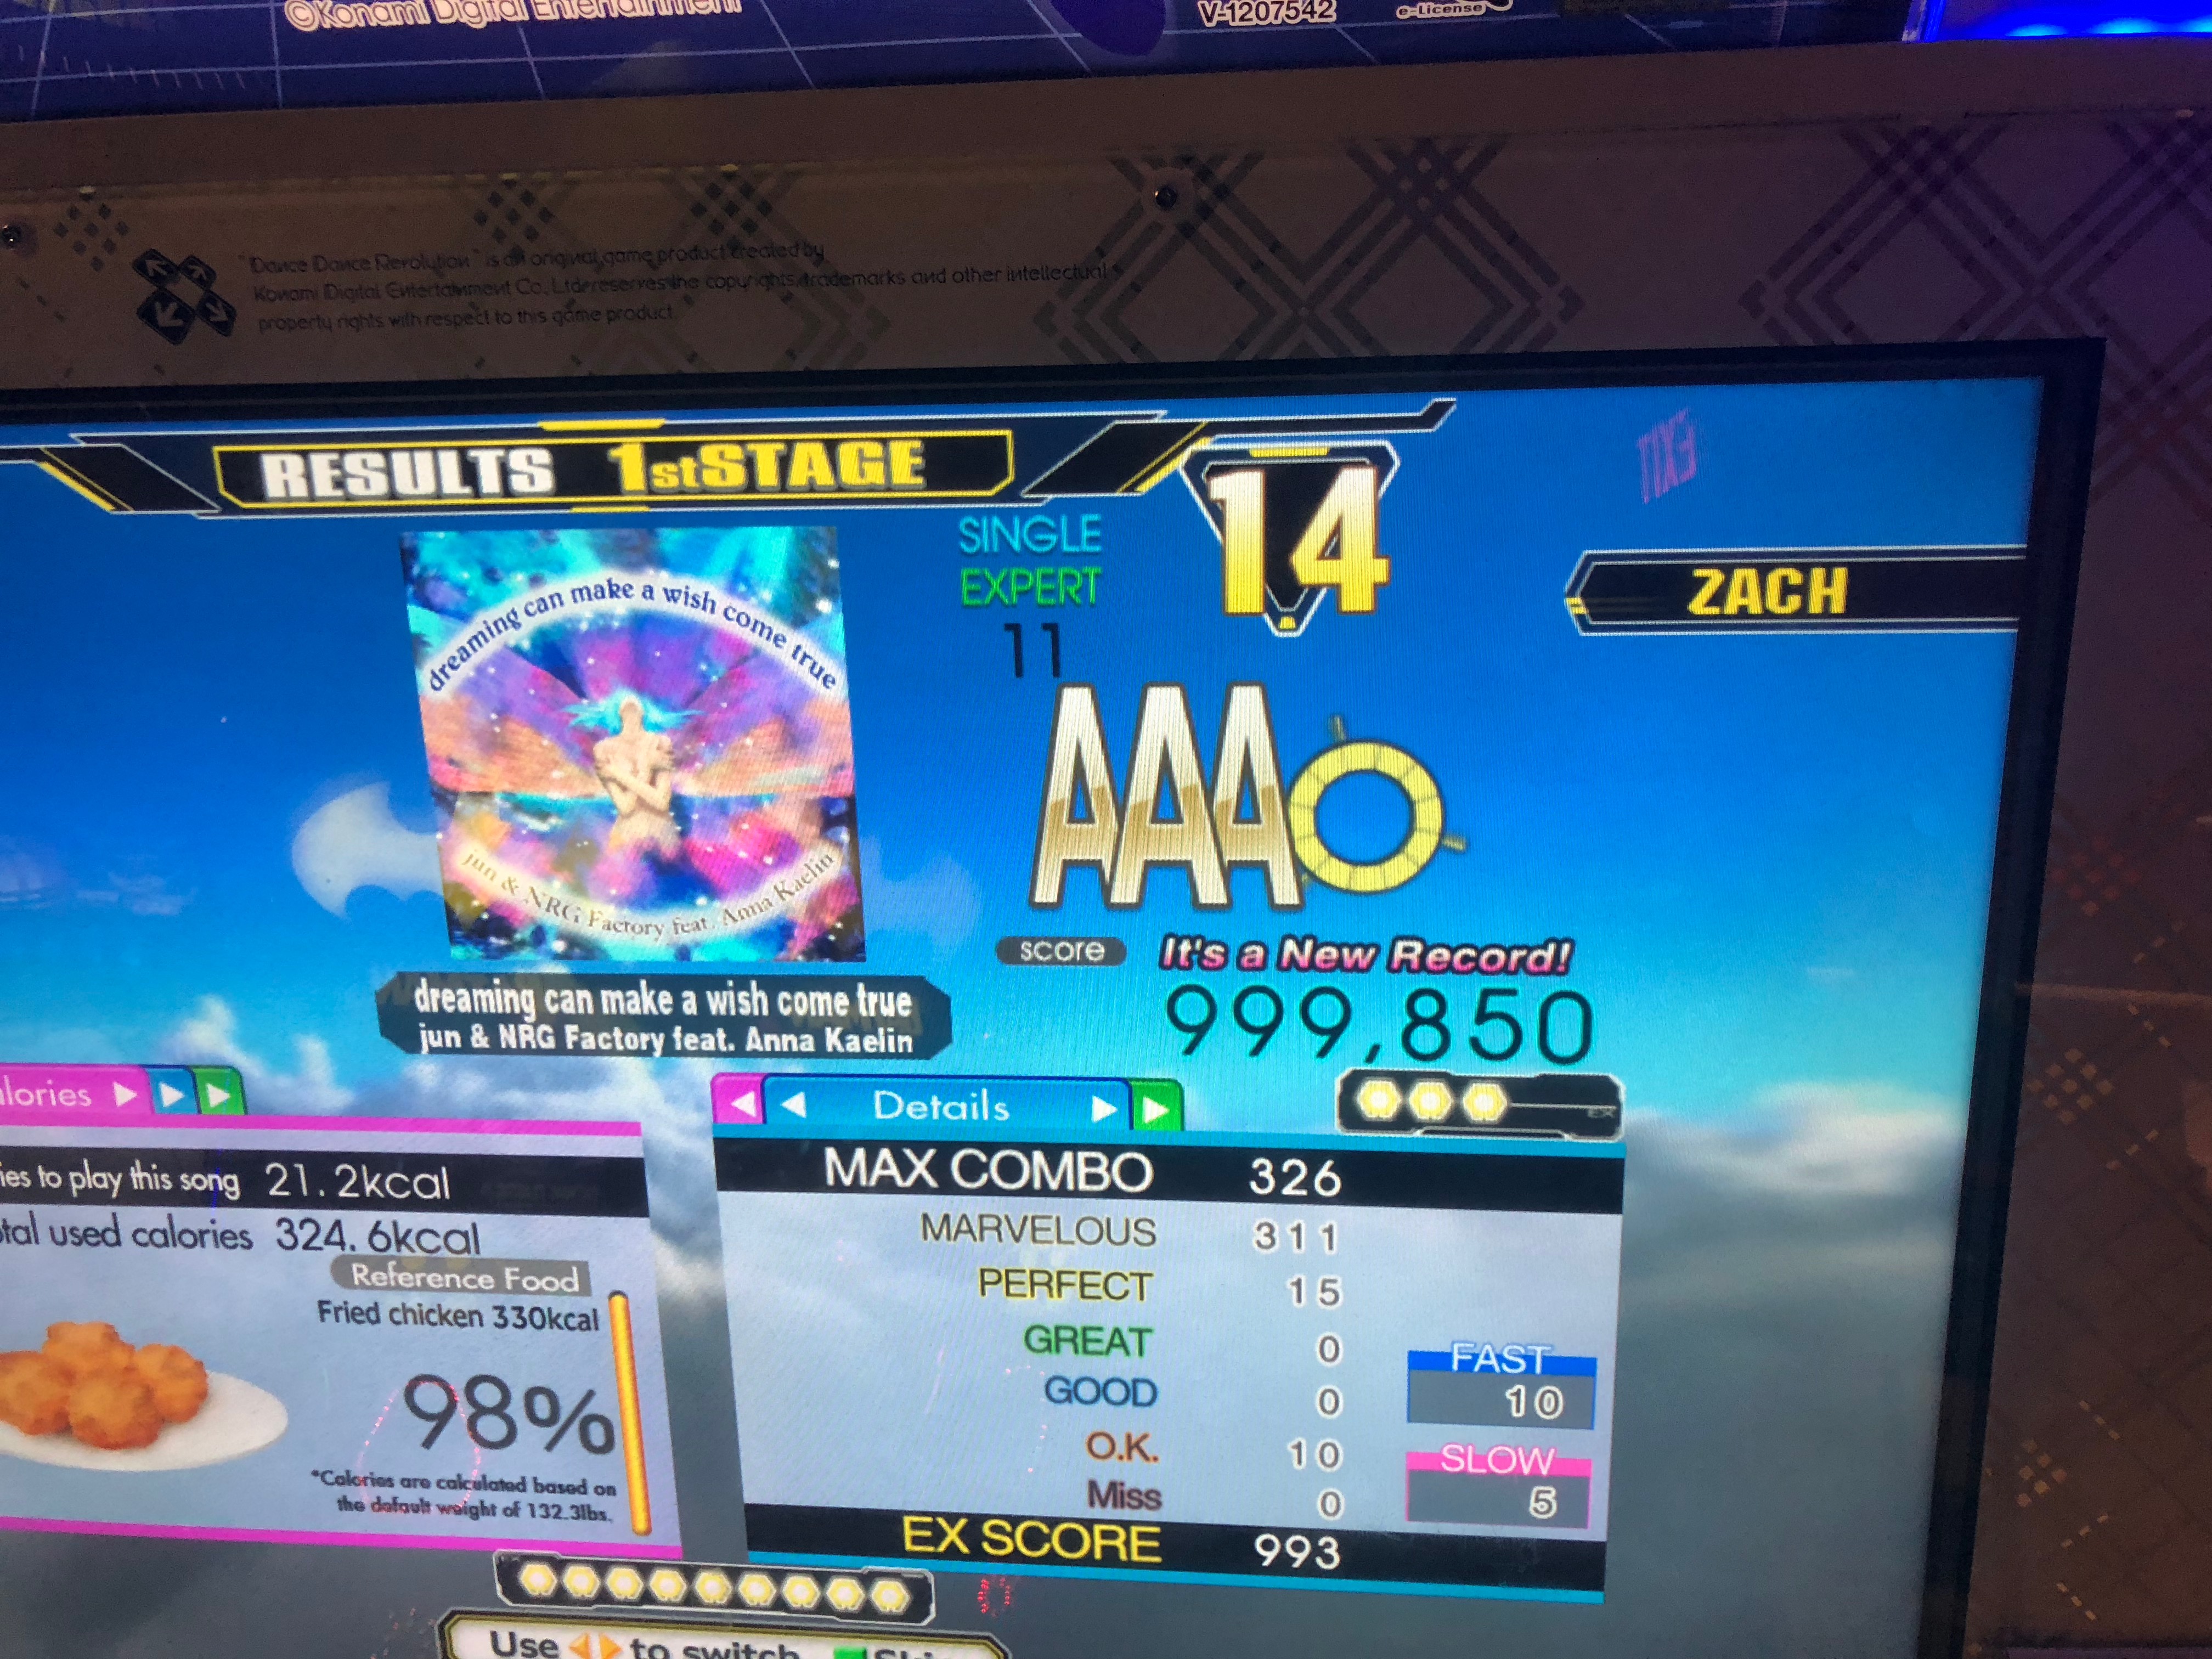 ©Konami Digital Entertainment
V-1207542
e-License
"Dance Dance Revolution" is an original game product created by
Konami Digital Entertainment Co., Ltd.reserves the copyrights,trademarks and other intellectual
property rights with respect to this game product
RESULTS 1stSTAGE
14
SINGLE
EXPERT
11
ZACH
dreaming can make a wish come true
jun & NRG Factory feat. Anna Kaelin
AAA
dreaming can make a wish come true
jun & NRG Factory feat. Anna Kaelin
score
It's a New Record!
999,850
EX
lories
ies to play this song 21.2kcal
tal used calories 324.6kcal
Reference Food
Fried chicken 330kcal
98%
*Calories are calculated based on
the default weight of 132.3lbs.
Details
MAX COMBO 326
MARVELOUS 311
PERFECT 15
GREAT 0
GOOD 0
O.K. 10
Miss 0
FAST
10
SLOW
5
EX SCORE 993
Use to switch